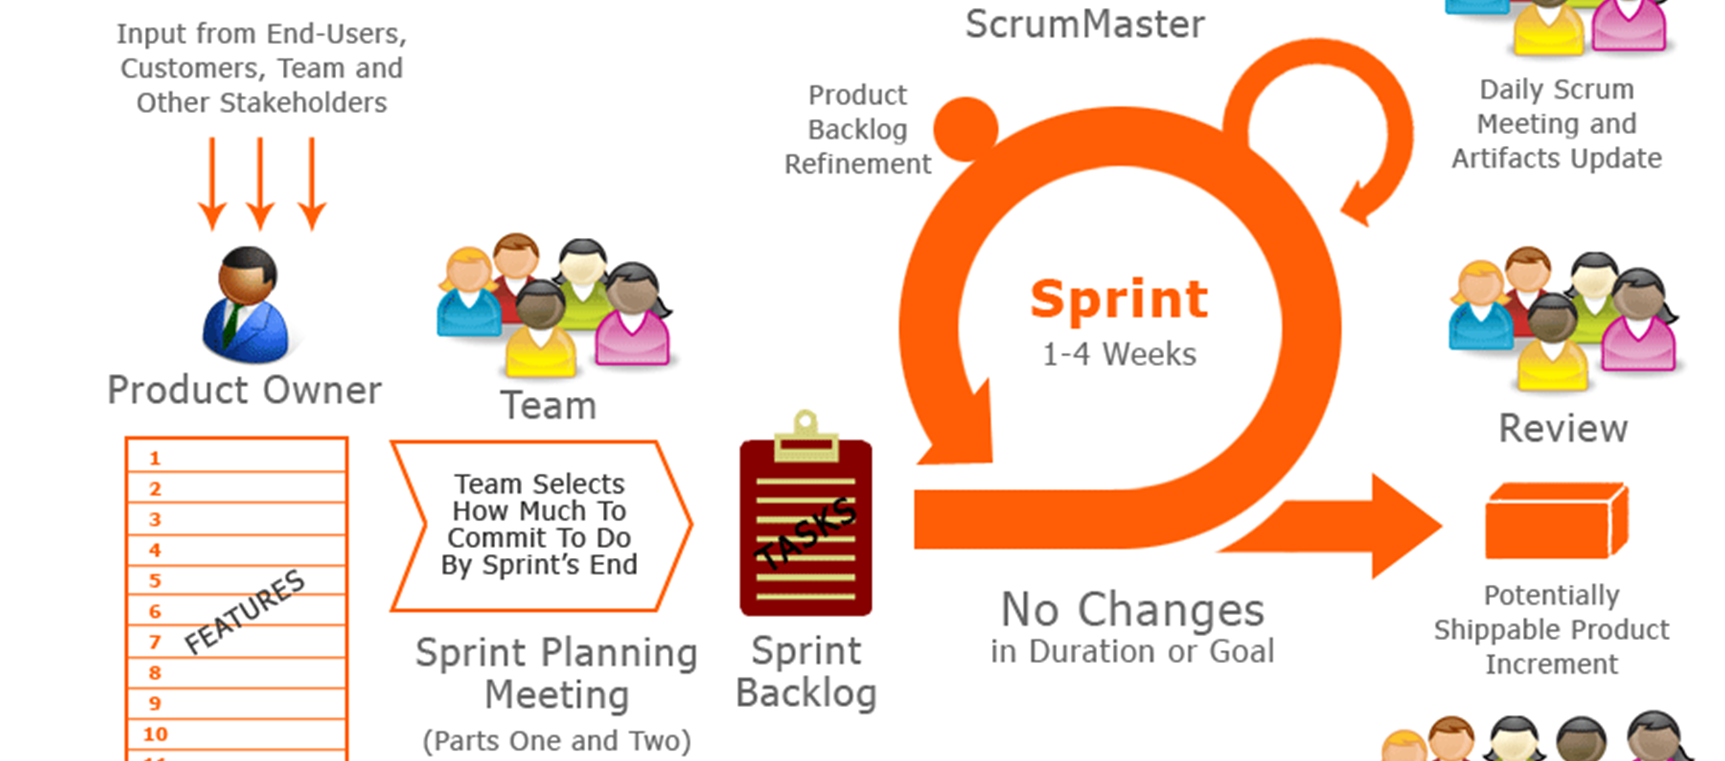 Input from End-Users,
Customers, Team and
Other Stakeholders
Product Owner
1
2
3
4
5
6
7
8
9
10
FEATURES
Team
Team Selects
How Much To
Commit To Do
By Sprint’s End
Sprint Planning
Meeting
(Parts One and Two)
TASKS
Sprint
Backlog
ScrumMaster
Product
Backlog
Refinement
Sprint
1-4 Weeks
No Changes
in Duration or Goal
Daily Scrum
Meeting and
Artifacts Update
Review
Potentially
Shippable Product
Increment